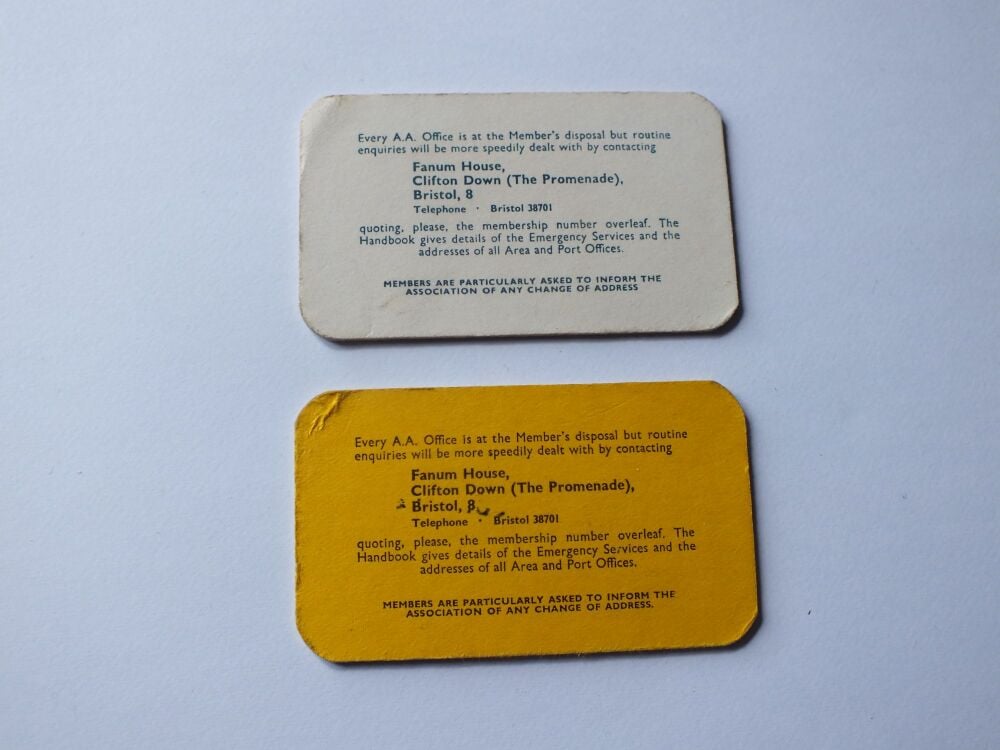 Every A.A. Office is at the Member's disposal but routine
enquiries will be more speedily dealt with by contacting
Fanum House,
Clifton Down (The Promenade),
Bristol, 8
Telephone · Bristol 38701
quoting, please, the membership number overleaf. The
Handbook gives details of the Emergency Services and the
addresses of all Area and Port Offices.
MEMBERS ARE PARTICULARLY ASKED TO INFORM THE
ASSOCIATION OF ANY CHANGE OF ADDRESS
Every A.A. Office is at the Member's disposal but routine
enquiries will be more speedily dealt with by contacting
Fanum House,
Clifton Down (The Promenade),
Bristol, 8
Telephone · Bristol 38701
quoting, please, the membership number overleaf. The
Handbook gives details of the Emergency Services and the
addresses of all Area and Port Offices.
MEMBERS ARE PARTICULARLY ASKED TO INFORM THE
ASSOCIATION OF ANY CHANGE OF ADDRESS.